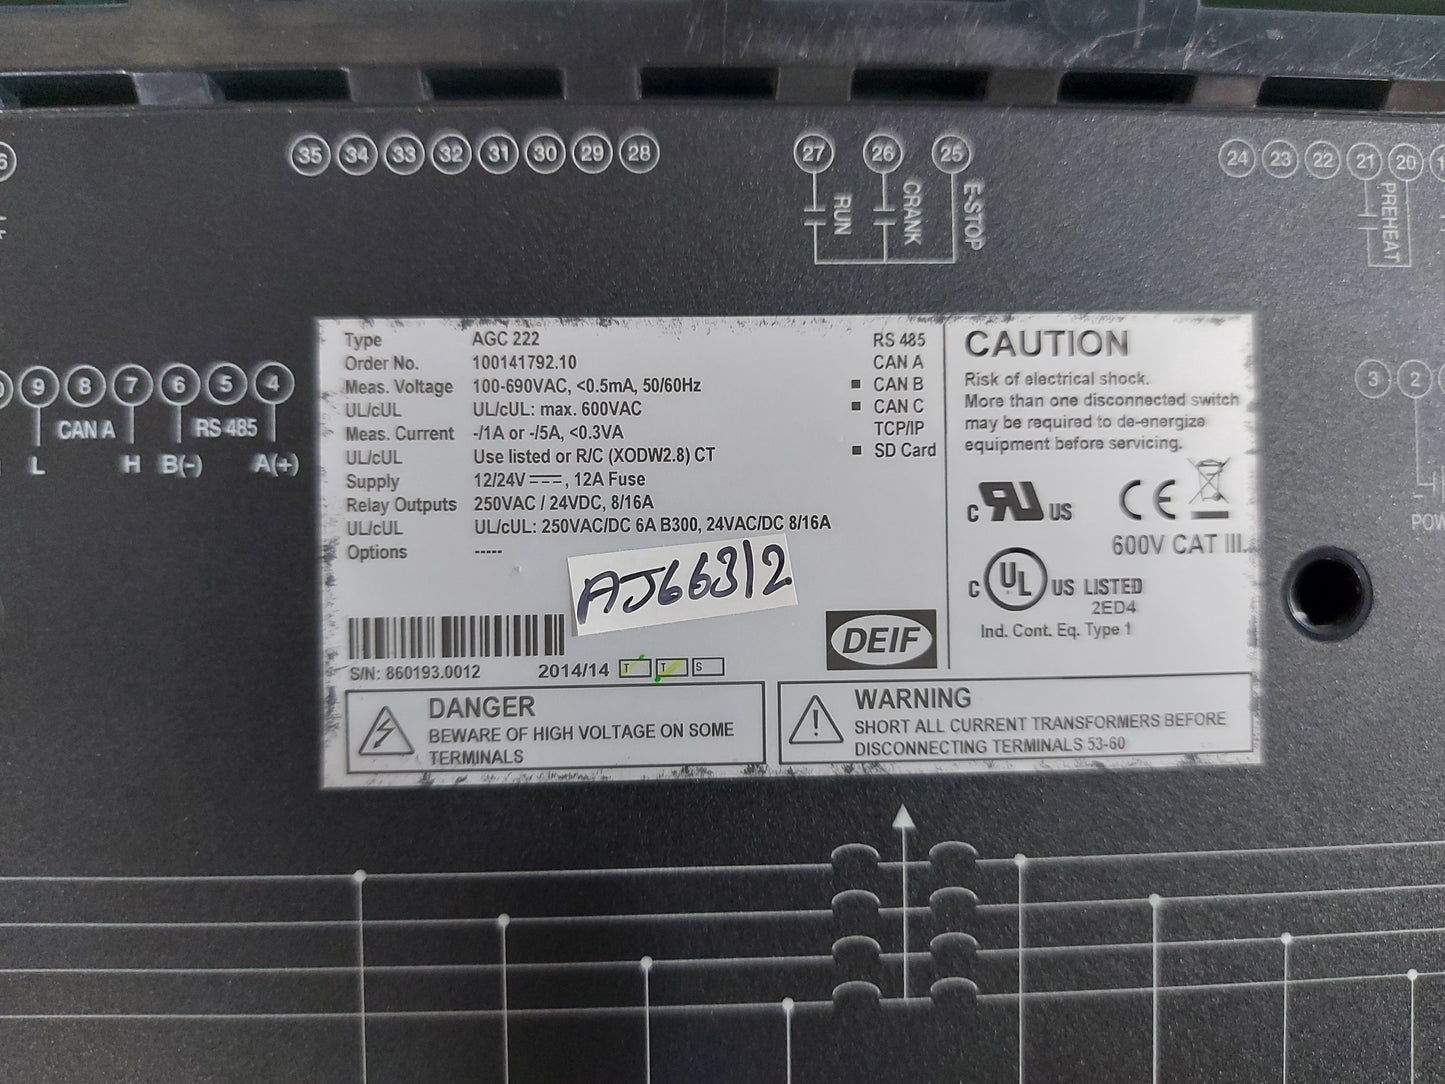 35 34 33 32 31 30 29 28 27 26 25 24 23 22 21 20
RUN CRANK E-STOP PREHEAT
9 8 7 6 5 4 3 2
CAN A RS 485
L H B(-) A(+)
Type AGC 222
Order No. 100141792.10
Meas. Voltage 100-690VAC, <0.5mA, 50/60Hz
UL/cUL UL/cUL: max. 600VAC
Meas. Current -/1A or -/5A, <0.3VA
UL/cUL Use listed or R/C (XODW2.8) CT
Supply 12/24V ⎓, 12A Fuse
Relay Outputs 250VAC / 24VDC, 8/16A
UL/cUL UL/cUL: 250VAC/DC 6A B300, 24VAC/DC 8/16A
Options -----
RS 485
CAN A
■ CAN B
■ CAN C
TCP/IP
■ SD Card
AJ66312
S/N: 860193.0012 2014/14 T T S
DEIF
CAUTION
Risk of electrical shock.
More than one disconnected switch
may be required to de-energize
equipment before servicing.
c RU US CE
600V CAT III.
c UL US LISTED
2ED4
Ind. Cont. Eq. Type 1
DANGER
BEWARE OF HIGH VOLTAGE ON SOME
TERMINALS
WARNING
SHORT ALL CURRENT TRANSFORMERS BEFORE
DISCONNECTING TERMINALS 53-60